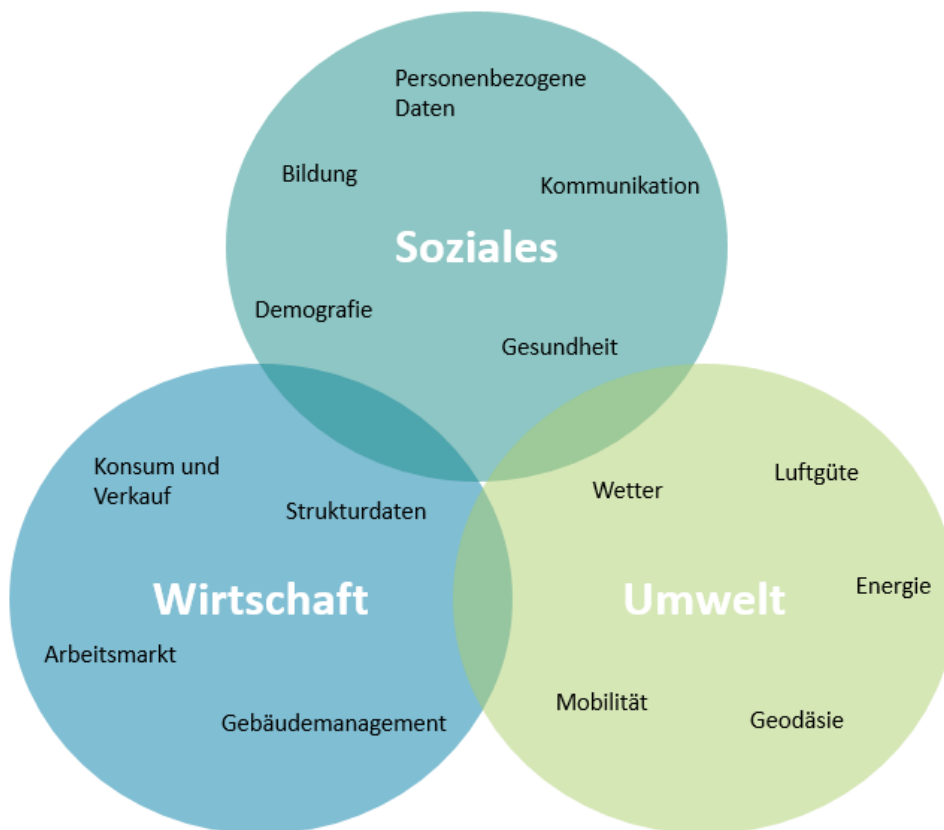 Personenbezogene
Daten
Bildung
Kommunikation
Soziales
Demografie
Gesundheit
Konsum und
Verkauf
Strukturdaten
Wirtschaft
Arbeitsmarkt
Gebäudemanagement
Wetter
Luftgüte
Energie
Umwelt
Mobilität
Geodäsie